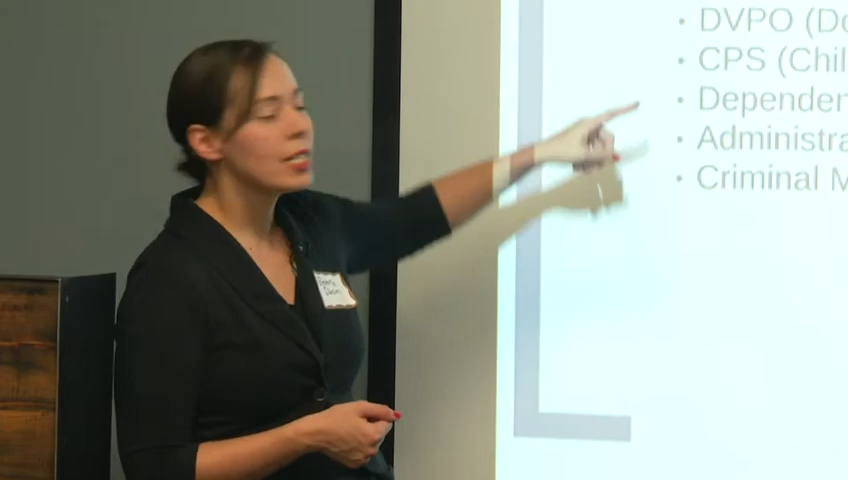 • DVPO (Do
• CPS (Chil
• Dependen
• Administra
• Criminal M